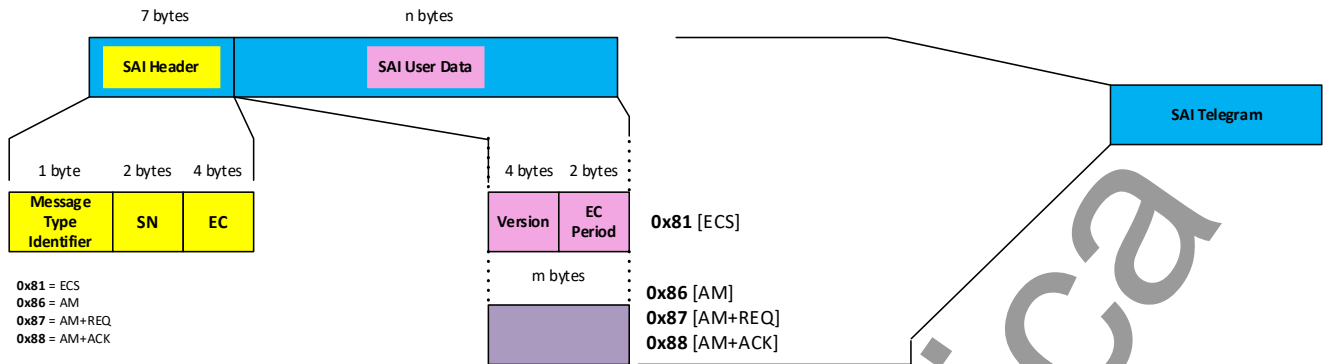 7 bytes
n bytes
SAI Header
SAI User Data
SAI Telegram
1 byte
2 bytes
4 bytes
4 bytes
2 bytes
Message
Type
Identifier
SN
EC
Version
EC
Period
0x81 [ECS]
m bytes
0x81 = ECS
0x86 = AM
0x87 = AM+REQ
0x88 = AM+ACK
0x86 [AM]
0x87 [AM+REQ]
0x88 [AM+ACK]
ica